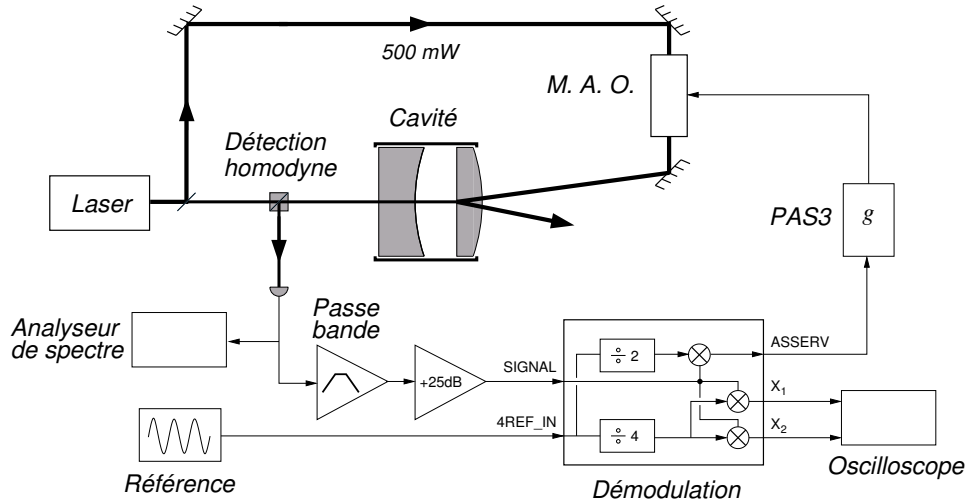 500 mW
M. A. O.
Cavité
Détection
homodyne
Laser
PAS3
g
Analyseur
de spectre
Passe
bande
+25dB
SIGNAL
÷ 2
ASSERV
X1
4REF_IN
÷ 4
X2
Référence
Démodulation
Oscilloscope